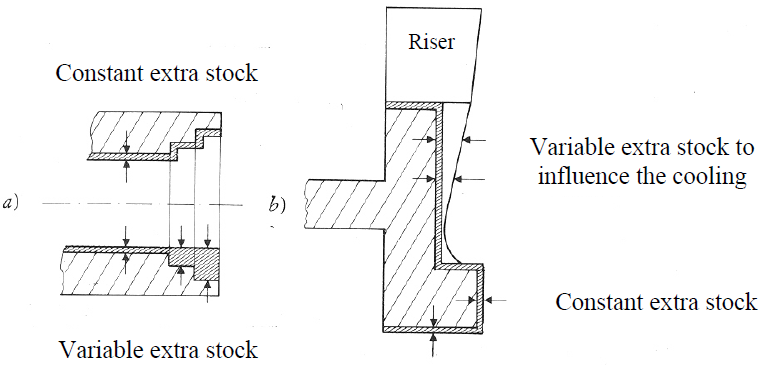 Riser
Constant extra stock
Variable extra stock to
influence the cooling
a)
b)
Constant extra stock
Variable extra stock